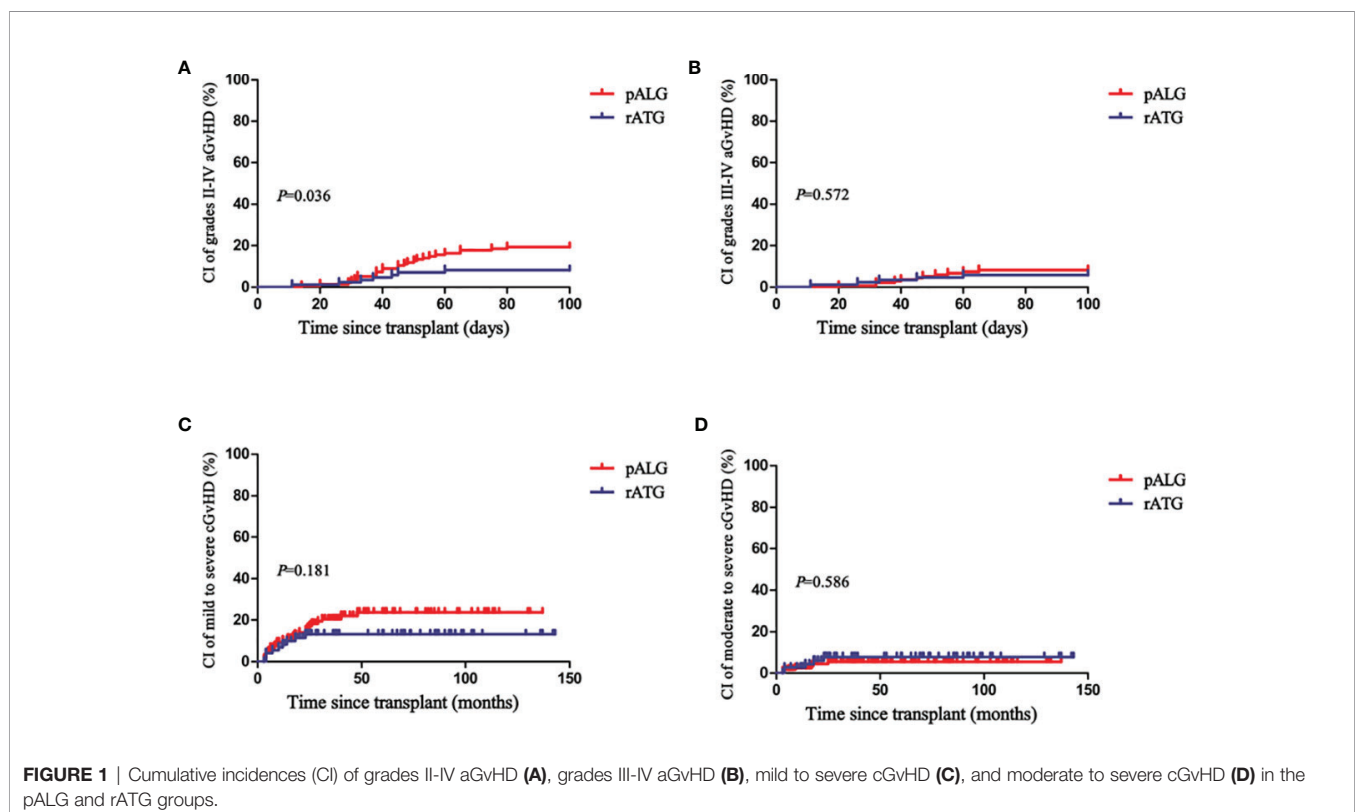 A
CI of grades II-IV aGvHD (%)
100
80
60
40
20
0
P=0.036
pALG
rATG
0 20 40 60 80 100
Time since transplant (days)
B
CI of grades III-IV aGvHD (%)
100
80
60
40
20
0
P=0.572
pALG
rATG
0 20 40 60 80 100
Time since transplant (days)
C
CI of mild to severe cGvHD (%)
100
80
60
40
20
0
P=0.181
pALG
rATG
0 50 100 150
Time since transplant (months)
D
CI of moderate to severe cGvHD (%)
100
80
60
40
20
0
P=0.586
pALG
rATG
0 50 100 150
Time since transplant (months)
FIGURE 1 | Cumulative incidences (CI) of grades II-IV aGvHD (A), grades III-IV aGvHD (B), mild to severe cGvHD (C), and moderate to severe cGvHD (D) in the
pALG and rATG groups.